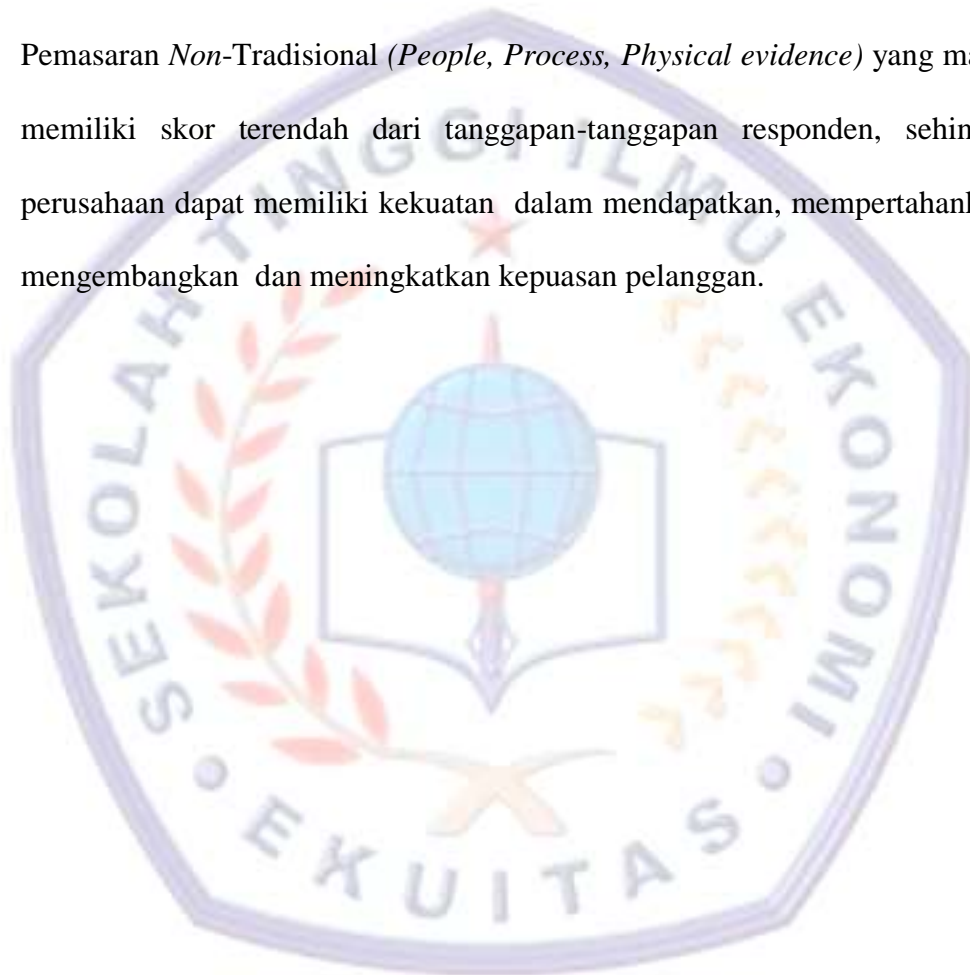 Pemasaran Non-Tradisional (People, Process, Physical evidence) yang
memiliki skor terendah dari tanggapan-tanggapan responden,
perusahaan dapat memiliki kekuatan dalam mendapatkan,
mengembangkan dan meningkatkan kepuasan pelanggan.
SEKOLAH TINGGI ILMU EKONOMI
EKUITAS